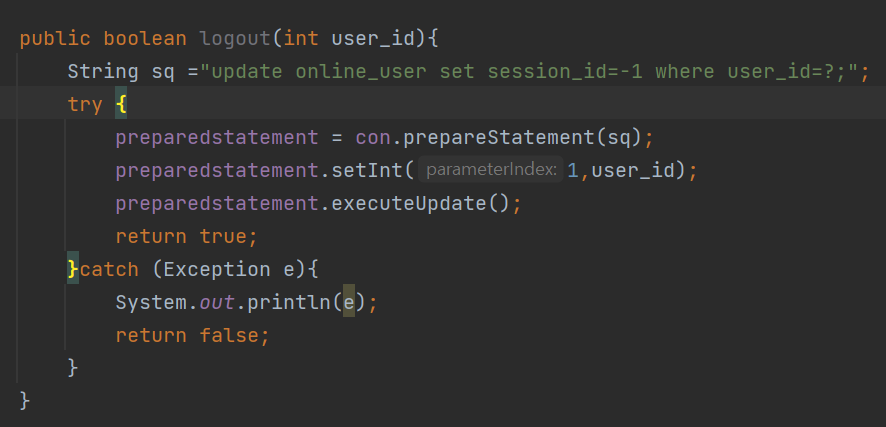 public boolean logout(int user_id){
String sq ="update online_user set session_id=-1 where user_id=?;";
try {
preparedstatement = con.prepareStatement(sq);
preparedstatement.setInt( parameterIndex: 1,user_id);
preparedstatement.executeUpdate();
return true;
}catch (Exception e){
System.out.println(e);
return false;
}
}